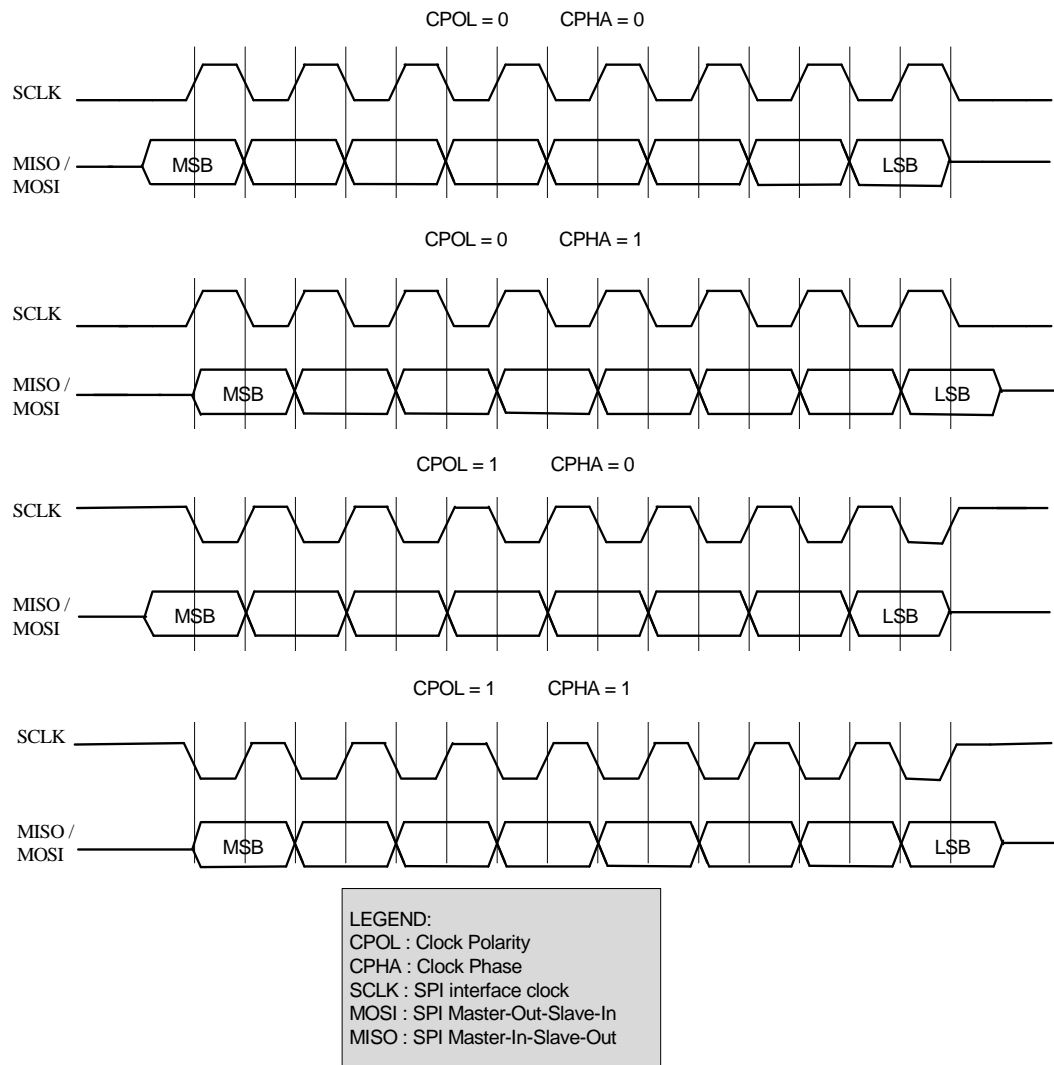 CPOL = 0 CPHA = 0
SCLK
MISO /
MOSI
MSB LSB
CPOL = 0 CPHA = 1
SCLK
MISO /
MOSI
MSB LSB
CPOL = 1 CPHA = 0
SCLK
MISO /
MOSI
MSB LSB
CPOL = 1 CPHA = 1
SCLK
MISO /
MOSI
MSB LSB
LEGEND:
CPOL : Clock Polarity
CPHA : Clock Phase
SCLK : SPI interface clock
MOSI : SPI Master-Out-Slave-In
MISO : SPI Master-In-Slave-Out